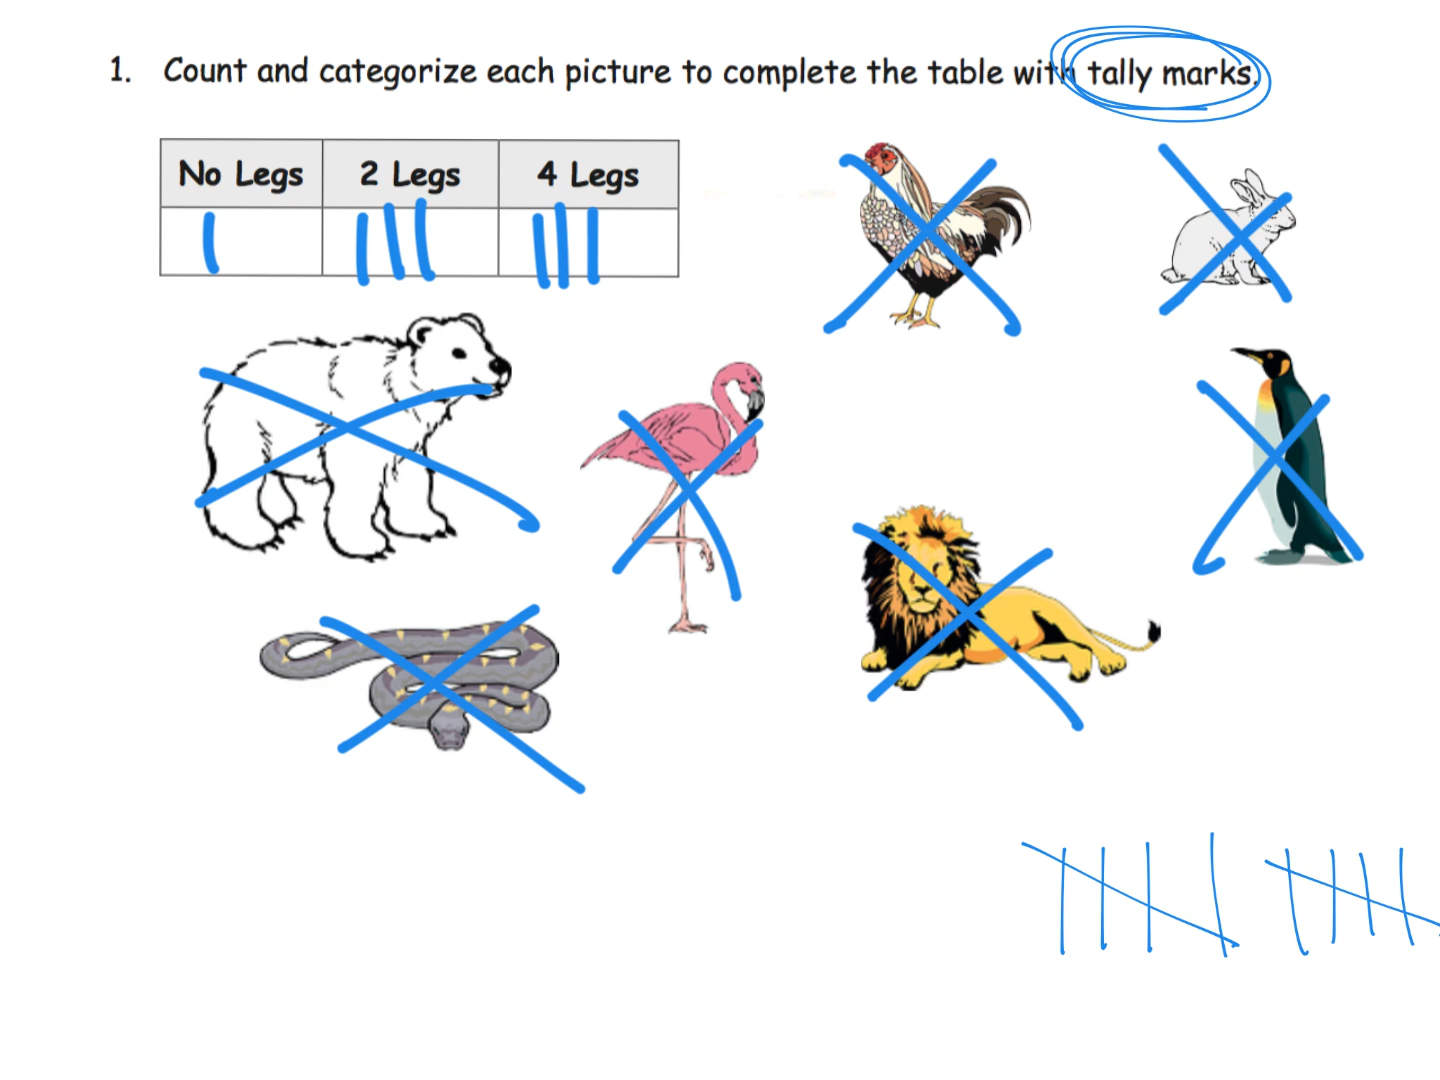 1. Count and categorize each picture to complete the table with tally marks.
No Legs 2 Legs 4 Legs
| ||| |||